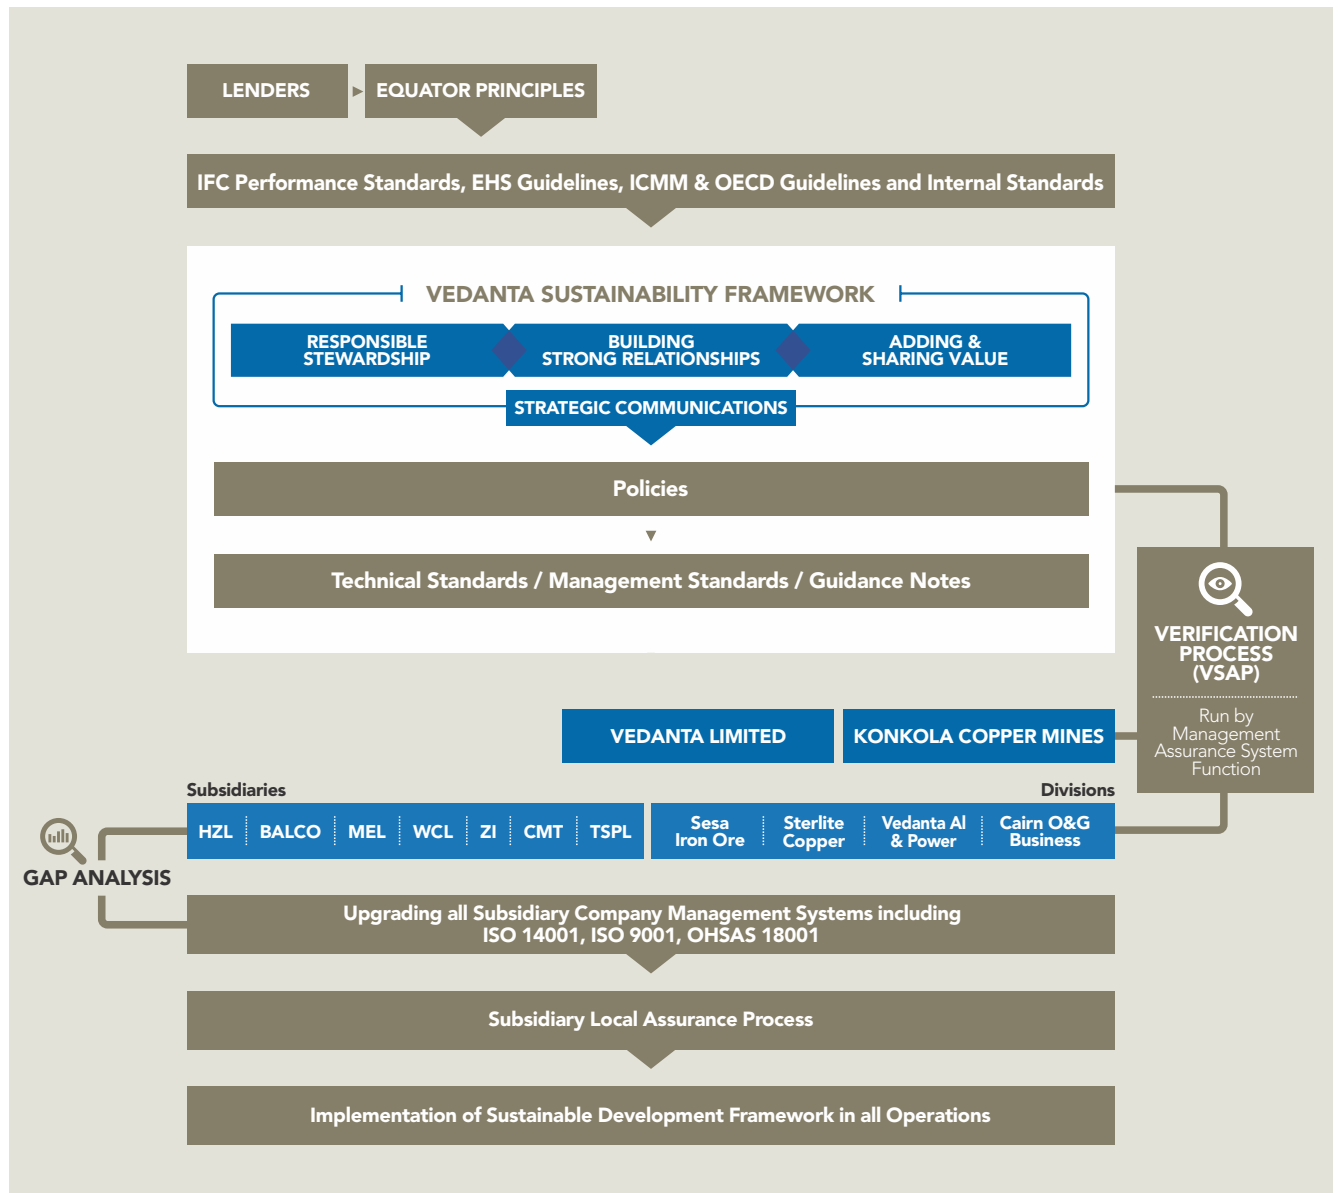 LENDERS
EQUATOR PRINCIPLES
IFC Performance Standards, EHS Guidelines, ICMM & OECD Guidelines and Internal Standards
VEDANTA SUSTAINABILITY FRAMEWORK
RESPONSIBLE
STEWARDSHIP
BUILDING
STRONG RELATIONSHIPS
ADDING &
SHARING VALUE
STRATEGIC COMMUNICATIONS
Policies
Technical Standards / Management Standards / Guidance Notes
VERIFICATION
PROCESS
(VSAP)
Run by
Management
Assurance System
Function
VEDANTA LIMITED
KONKOLA COPPER MINES
Subsidiaries
Divisions
HZL
BALCO
MEL
WCL
ZI
CMT
TSPL
Sesa
Iron Ore
Sterlite
Copper
Vedanta Al
& Power
Cairn O&G
Business
GAP ANALYSIS
Upgrading all Subsidiary Company Management Systems including
ISO 14001, ISO 9001, OHSAS 18001
Subsidiary Local Assurance Process
Implementation of Sustainable Development Framework in all Operations